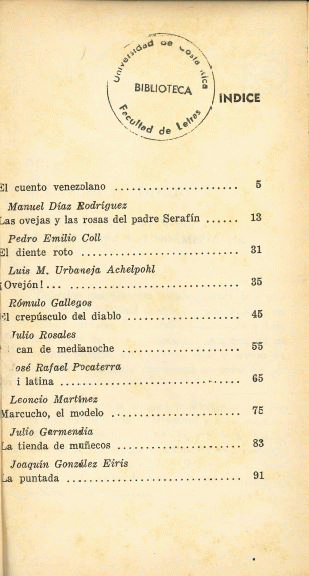 Universidad de Costa Rica
BIBLIOTECA
Facultad de Letras
INDICE
El cuento venezolano ........................ 5
Manuel Díaz Rodríguez
Las ovejas y las rosas del padre Serafín ...... 13
Pedro Emilio Coll
El diente roto ........................ 31
Luis M. Urbaneja Achelpohl
¡Ovejón!... ........................ 35
Rómulo Gallegos
El crepúsculo del diablo ........................ 45
Julio Rosales
can de medianoche ........................ 55
José Rafael Pocaterra
i latina ........................ 65
Leoncio Martínez
Marcucho, el modelo ........................ 75
Julio Garmendia
La tienda de muñecos ........................ 83
Joaquín González Eiris
La puntada ........................ 91